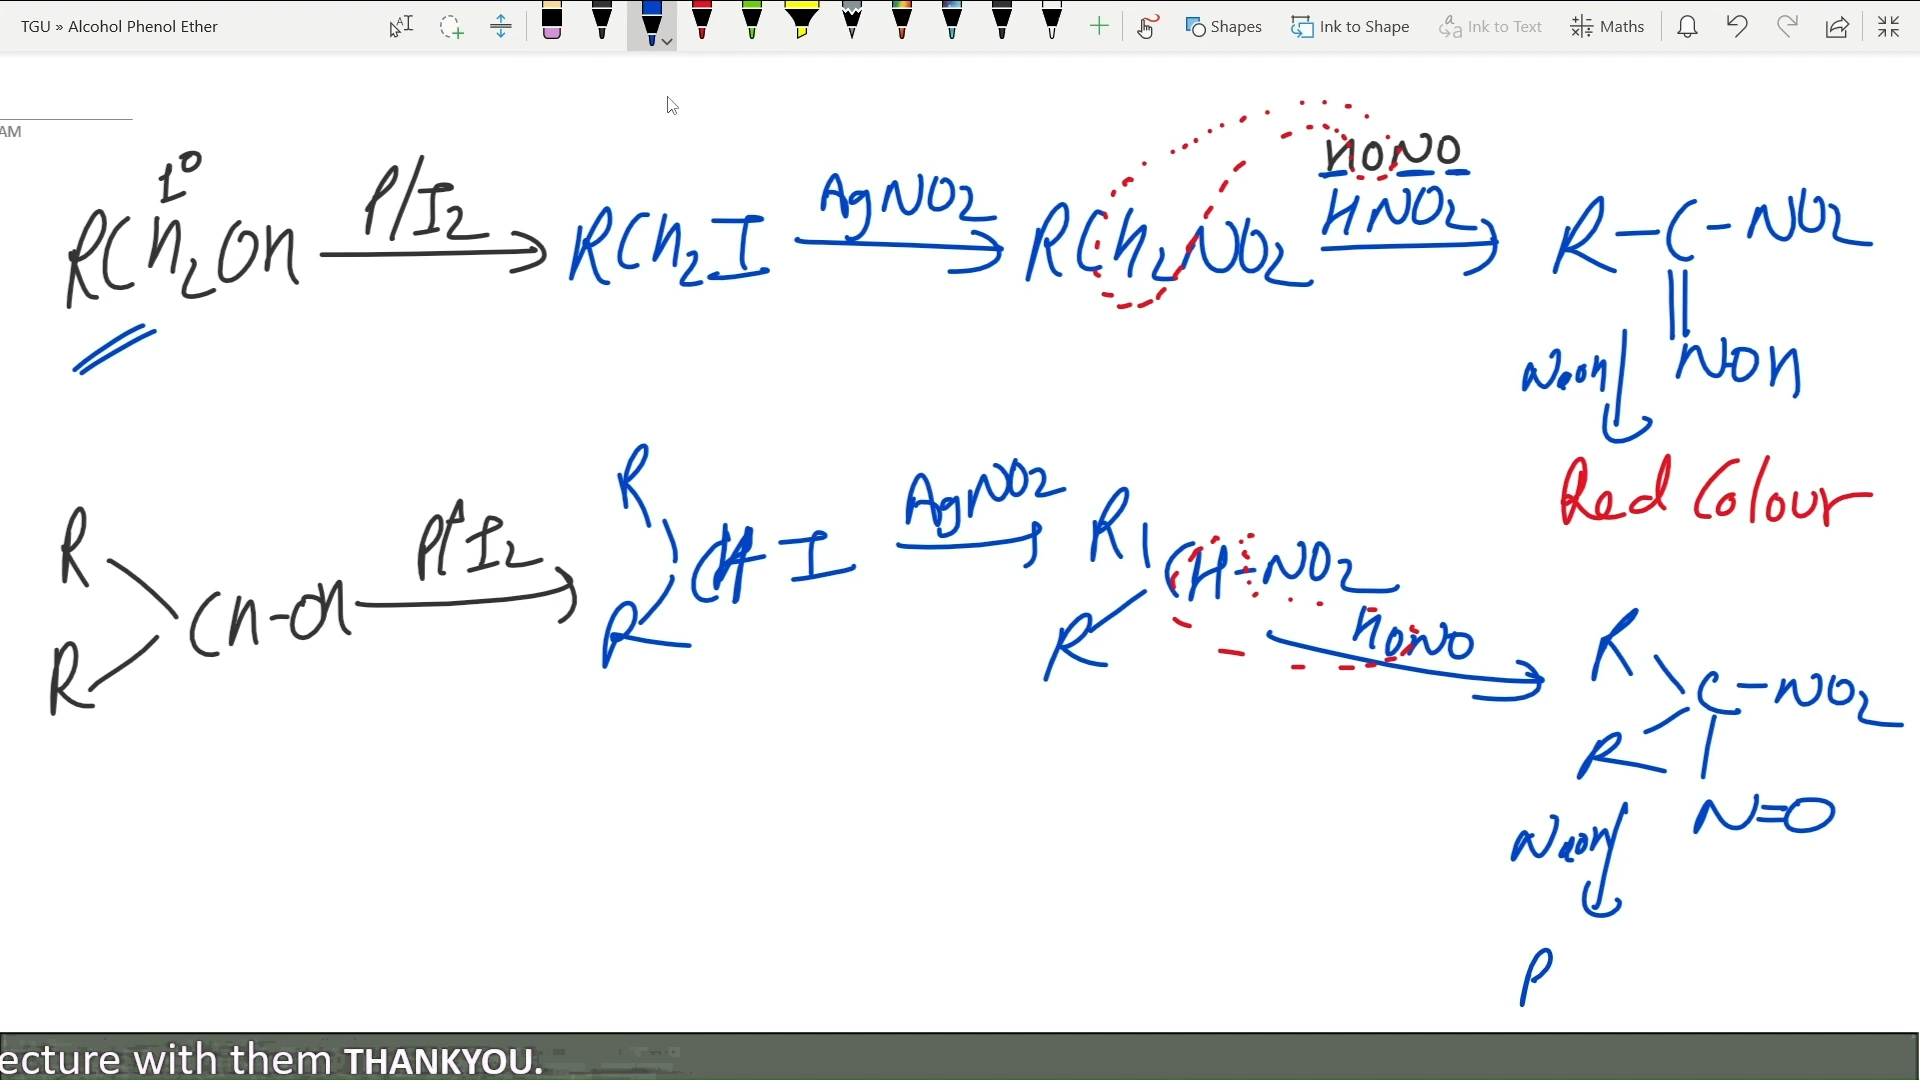 TGU » Alcohol Phenol Ether
Shapes
Ink to Shape
Ink to Text
Maths
AM
1°
RCH₂OH
P/I₂
RCH₂I
AgNO₂
RCH₂NO₂
HONO
HNO₂
R–C–NO₂
NOH
NaOH
Red Colour
R
R
CH–OH
P/I₂
R
R
CH I
AgNO₂
R
R
CH–NO₂
HONO
R
R
C–NO₂
N=O
NaOH
P
ecture with them THANKYOU.